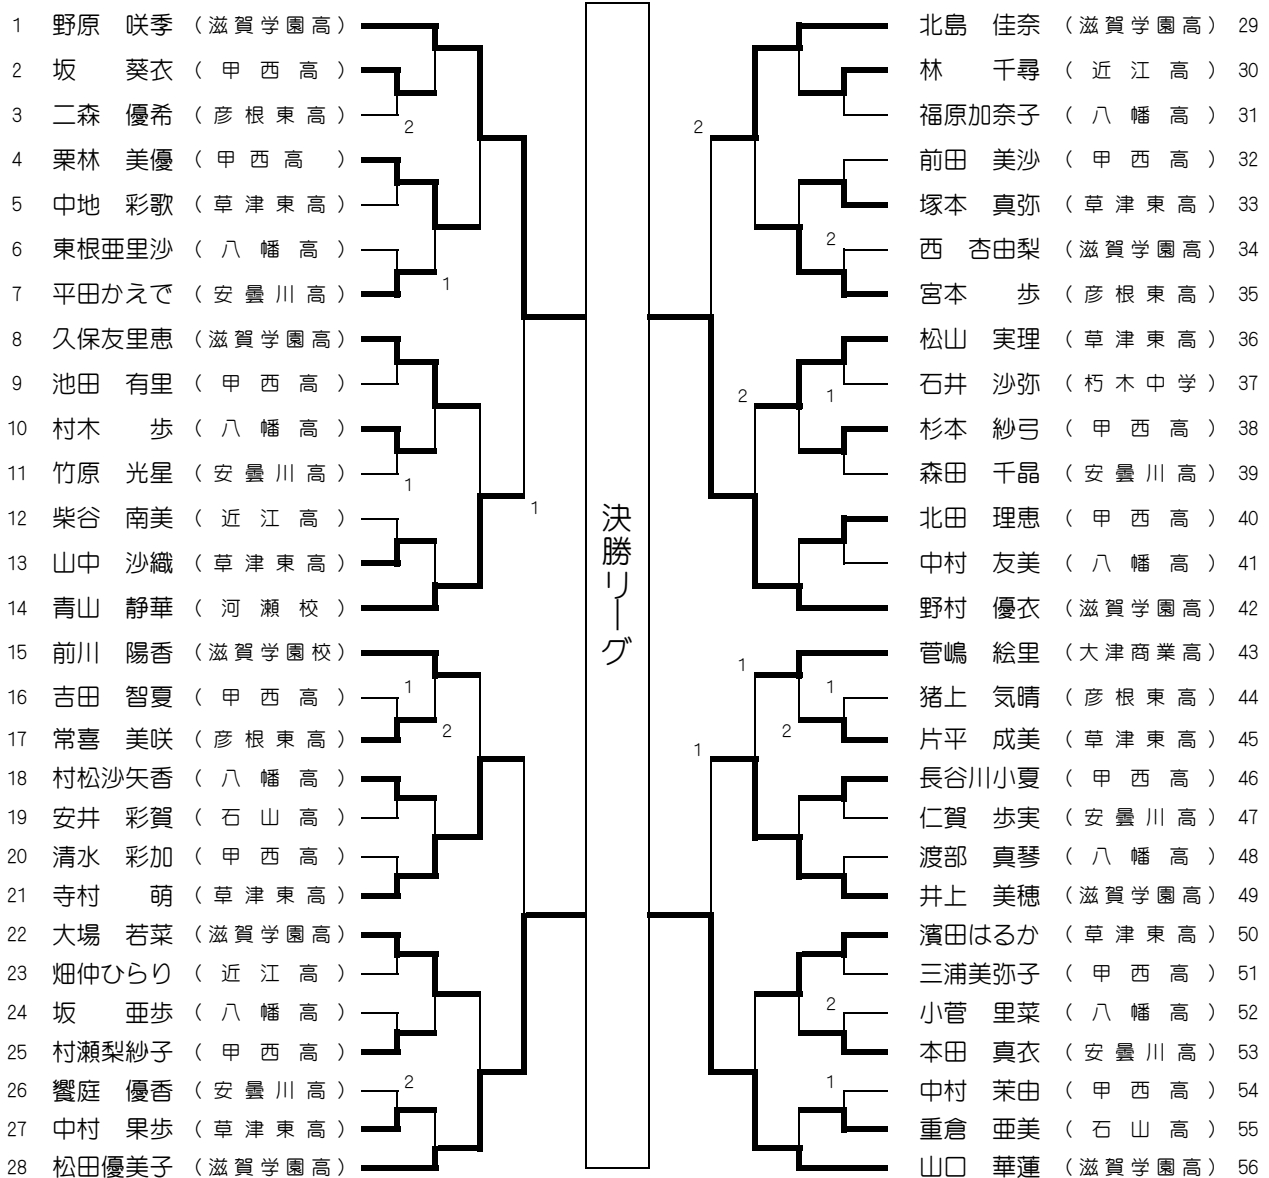 1 野原 咲季 （滋賀学園高）
2 坂 葵衣 （甲西高）
3 二森 優希 （彦根東高）
2
4 栗林 美優 （甲西高）
5 中地 彩歌 （草津東高）
6 東根亜里沙 （八幡高）
7 平田かえで （安曇川高）
1
8 久保友里恵 （滋賀学園高）
9 池田 有里 （甲西高）
10 村木 歩 （八幡高）
11 竹原 光星 （安曇川高）
1
12 柴谷 南美 （近江高）
1
13 山中 沙織 （草津東高）
14 青山 静華 （河瀬校）
15 前川 陽香 （滋賀学園校）
16 吉田 智夏 （甲西高）
1
17 常喜 美咲 （彦根東高）
2
18 村松沙矢香 （八幡高）
19 安井 彩賀 （石山高）
20 清水 彩加 （甲西高）
21 寺村 萌 （草津東高）
22 大場 若菜 （滋賀学園高）
23 畑仲ひらり （近江高）
24 坂 亜歩 （八幡高）
25 村瀬梨紗子 （甲西高）
26 饗庭 優香 （安曇川高）
2
27 中村 果歩 （草津東高）
28 松田優美子 （滋賀学園高）
決勝リーグ
北島 佳奈 （滋賀学園高） 29
林 千尋 （近江高） 30
福原加奈子 （八幡高） 31
2
前田 美沙 （甲西高） 32
塚本 真弥 （草津東高） 33
2
西 杏由梨 （滋賀学園高） 34
宮本 歩 （彦根東高） 35
松山 実理 （草津東高） 36
石井 沙弥 （朽木中学） 37
2
1
杉本 紗弓 （甲西高） 38
森田 千晶 （安曇川高） 39
北田 理恵 （甲西高） 40
中村 友美 （八幡高） 41
野村 優衣 （滋賀学園高） 42
菅嶋 絵里 （大津商業高） 43
1
1
猪上 気晴 （彦根東高） 44
2
片平 成美 （草津東高） 45
1
長谷川小夏 （甲西高） 46
仁賀 歩実 （安曇川高） 47
渡部 真琴 （八幡高） 48
井上 美穂 （滋賀学園高） 49
濱田はるか （草津東高） 50
三浦美弥子 （甲西高） 51
2
小菅 里菜 （八幡高） 52
本田 真衣 （安曇川高） 53
1
中村 茉由 （甲西高） 54
重倉 亜美 （石山高） 55
山口 華蓮 （滋賀学園高） 56